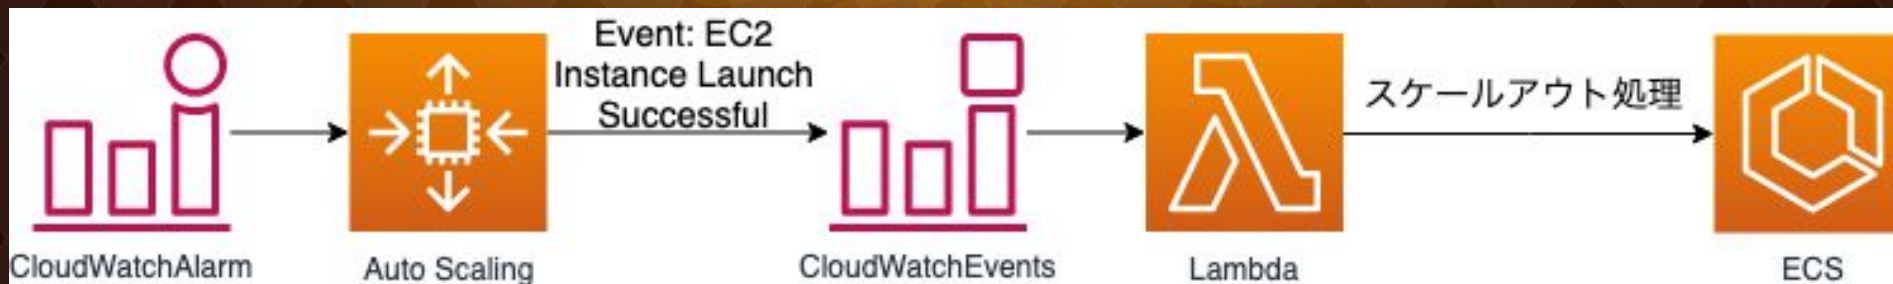 Event: EC2
Instance Launch
Successful
スケールアウト処理
CloudWatchAlarm
Auto Scaling
CloudWatchEvents
Lambda
ECS